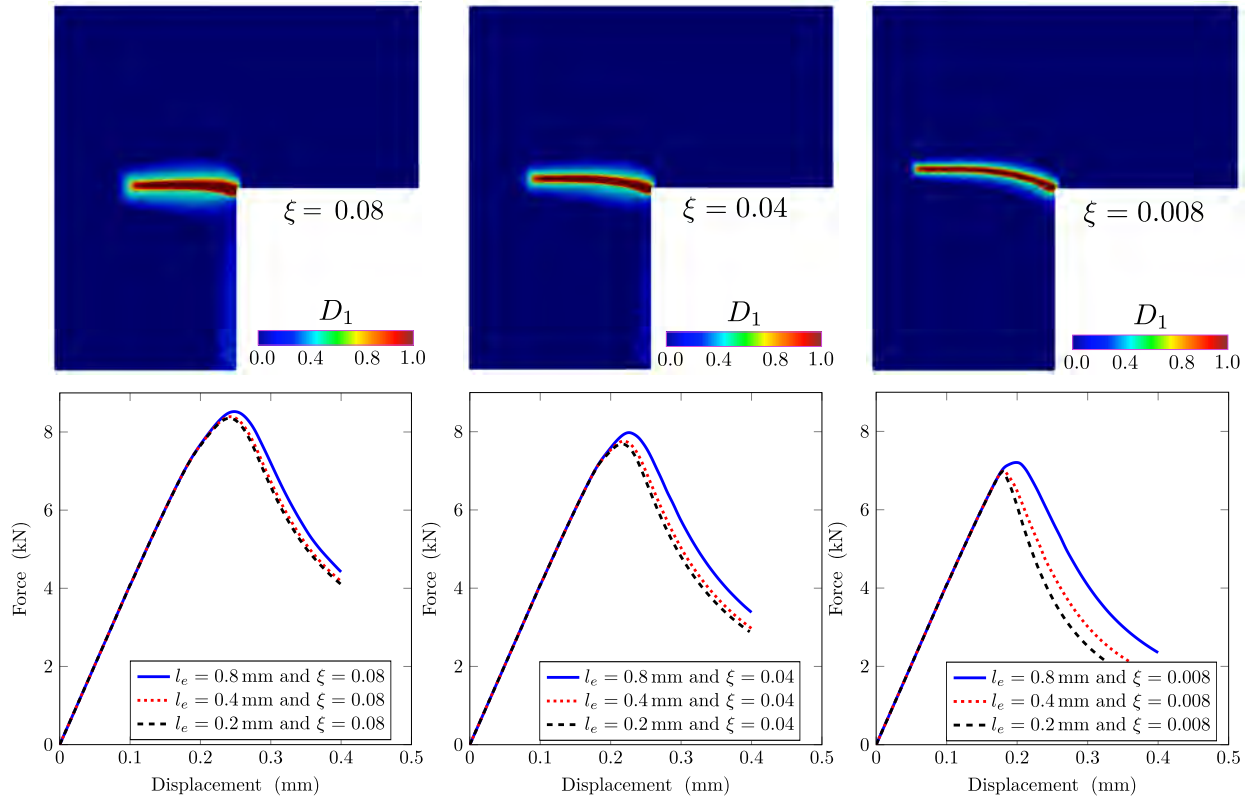 ξ = 0.08
D₁
0.0 0.4 0.8 1.0
ξ = 0.04
D₁
0.0 0.4 0.8 1.0
ξ = 0.008
D₁
0.0 0.4 0.8 1.0
8
6
4
2
0
0 0.1 0.2 0.3 0.4 0.5
Force (kN)
Displacement (mm)
lₑ = 0.8 mm and ξ = 0.08
lₑ = 0.4 mm and ξ = 0.08
lₑ = 0.2 mm and ξ = 0.08
8
6
4
2
0
0 0.1 0.2 0.3 0.4 0.5
Force (kN)
Displacement (mm)
lₑ = 0.8 mm and ξ = 0.04
lₑ = 0.4 mm and ξ = 0.04
lₑ = 0.2 mm and ξ = 0.04
8
6
4
2
0
0 0.1 0.2 0.3 0.4 0.5
Force (kN)
Displacement (mm)
lₑ = 0.8 mm and ξ = 0.008
lₑ = 0.4 mm and ξ = 0.008
lₑ = 0.2 mm and ξ = 0.008